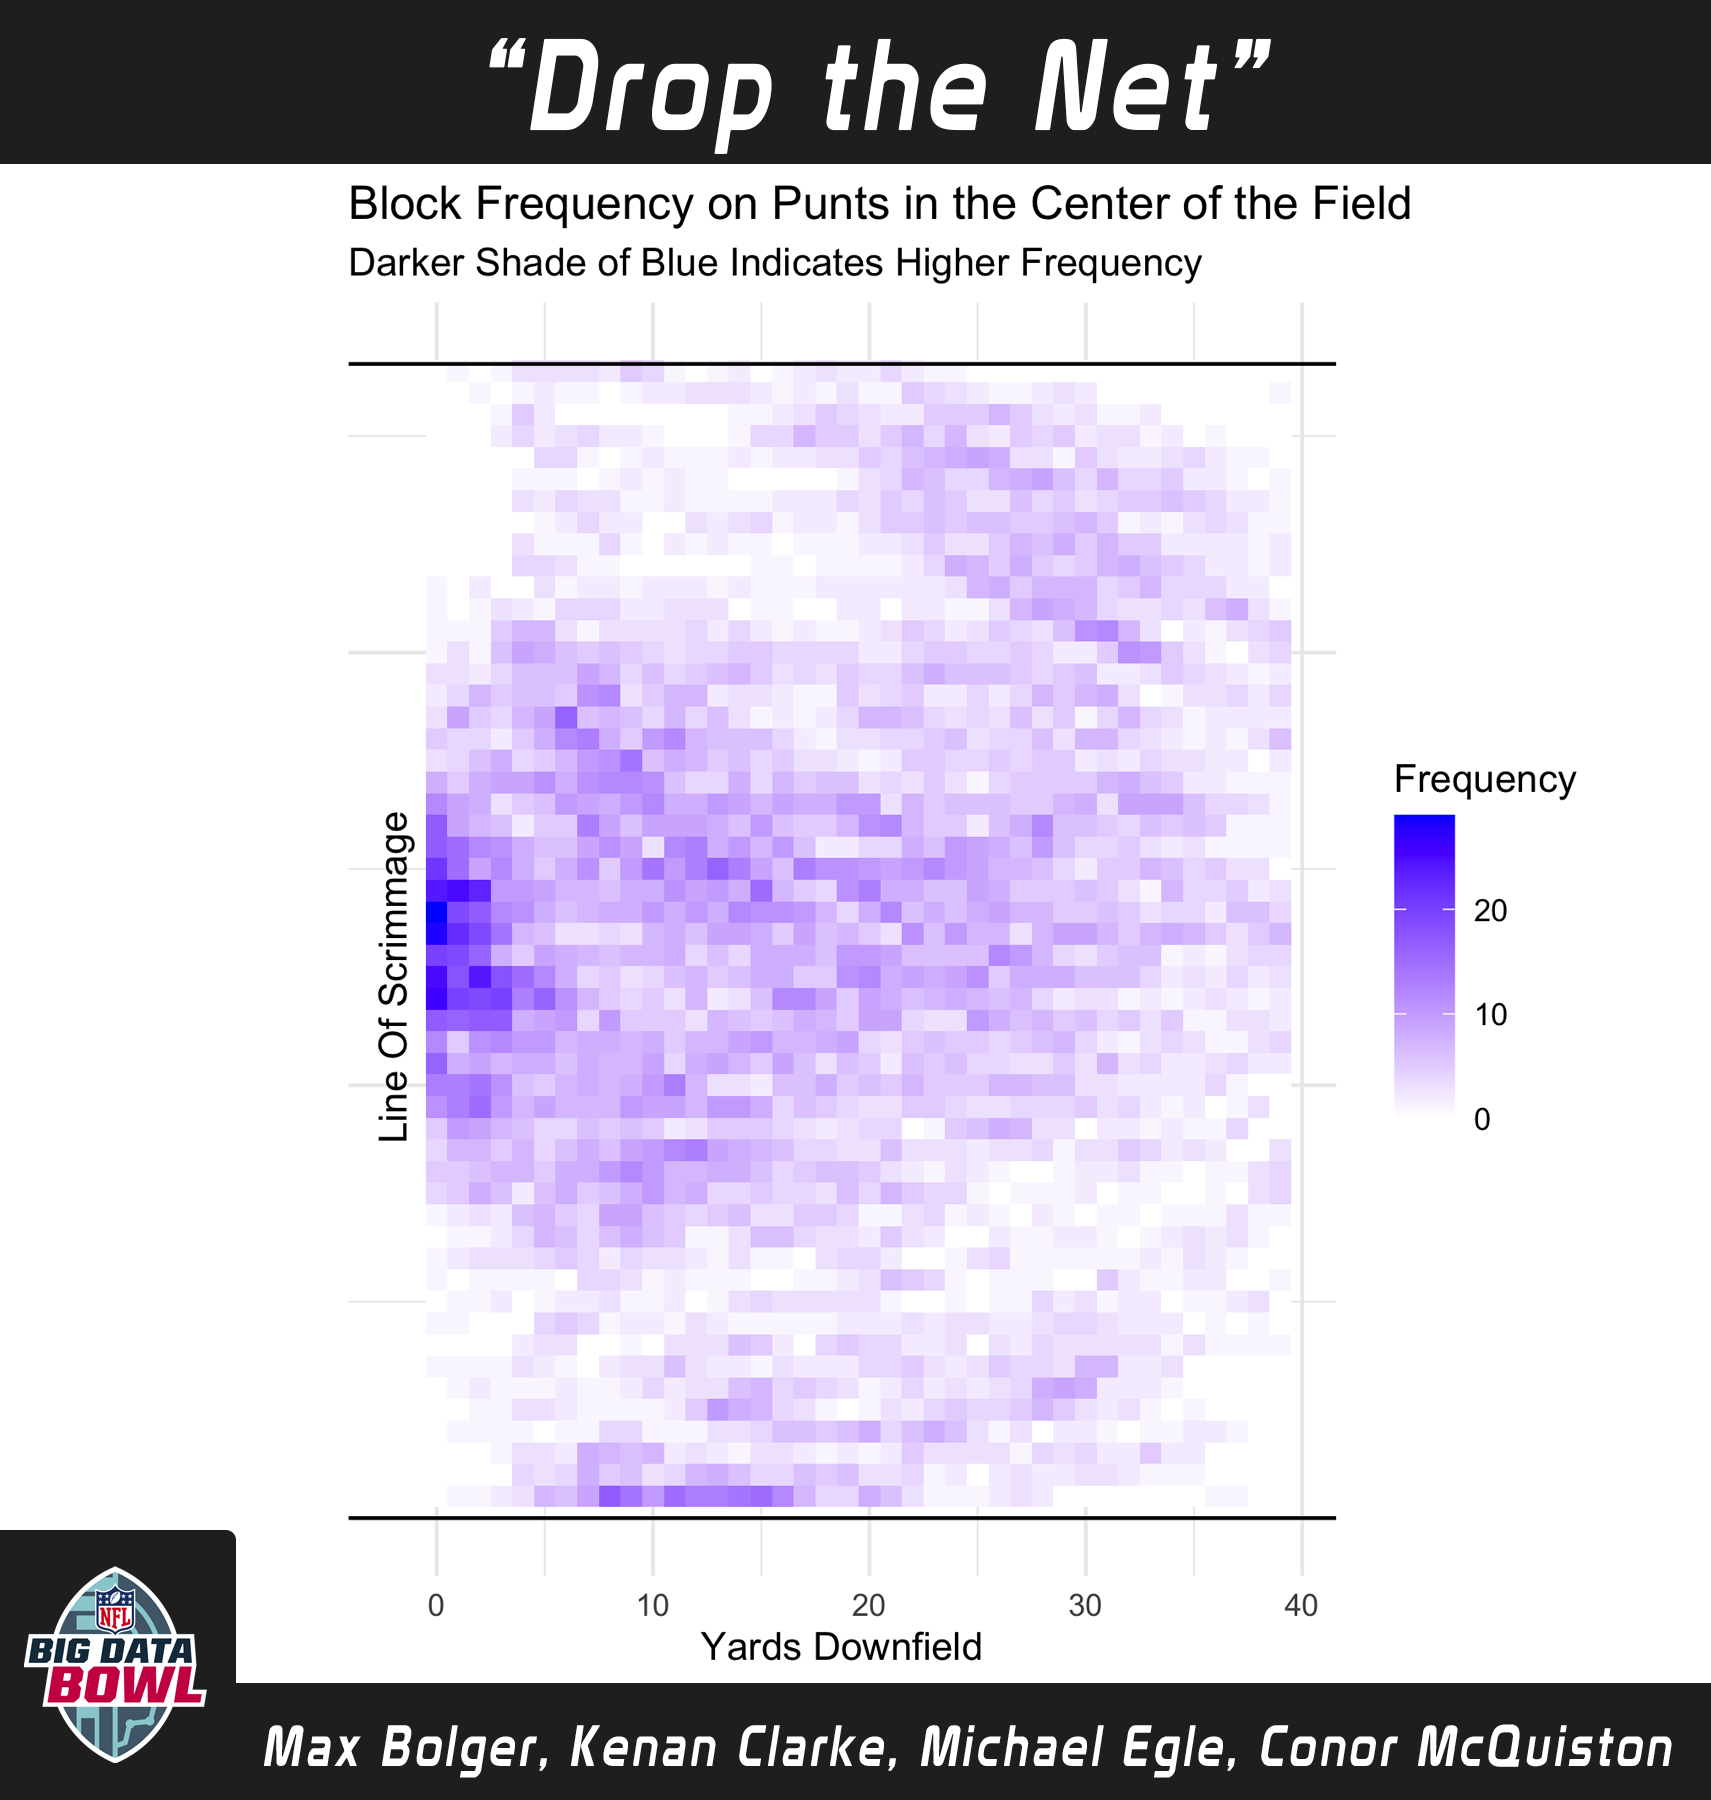 “Drop the Net”
Block Frequency on Punts in the Center of the Field
Darker Shade of Blue Indicates Higher Frequency
Line Of Scrimmage
Frequency
20
10
0
0 10 20 30 40
Yards Downfield
NFL
BIG DATA
BOWL
Max Bolger, Kenan Clarke, Michael Egle, Conor McQuiston